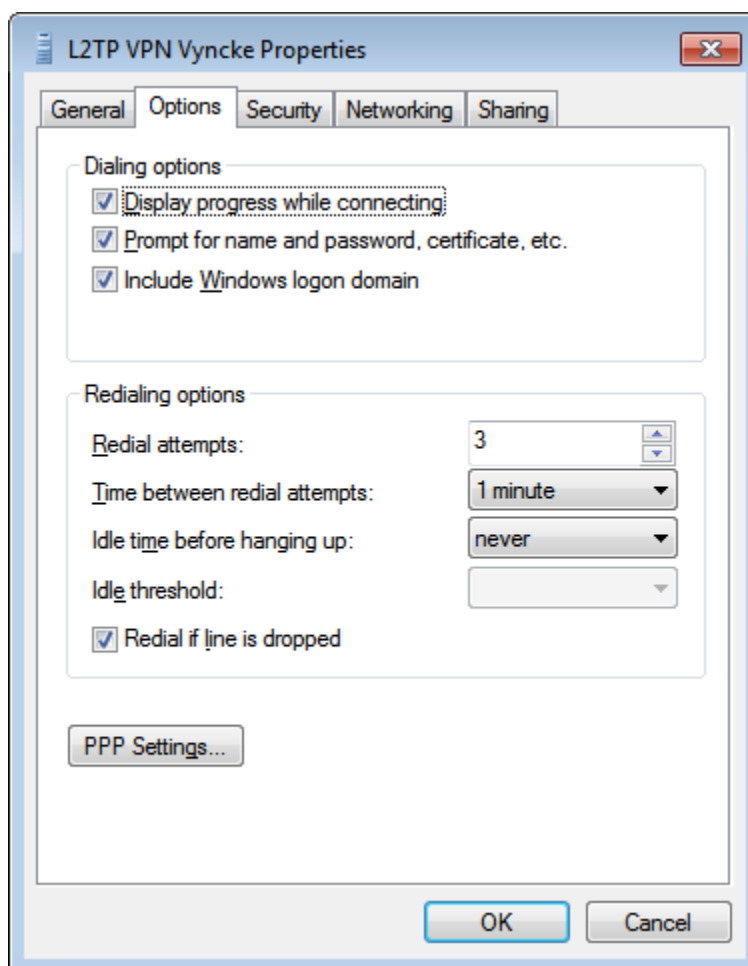 L2TP VPN Vyncke Properties
General Options Security Networking Sharing
Dialing options
Display progress while connecting
Prompt for name and password, certificate, etc.
Include Windows logon domain
Redialing options
Redial attempts: 3
Time between redial attempts: 1 minute
Idle time before hanging up: never
Idle threshold:
Redial if line is dropped
PPP Settings...
OK Cancel